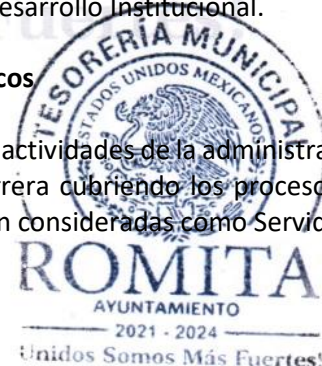 esarrollo Institucional.
TESORERÍA MUNICIPAL
ESTADOS UNIDOS MEXICANOS
cos
actividades de la administra
rrera cubriendo los proceso
n consideradas como Servid
ROMITA
AYUNTAMIENTO
2021 - 2024
Unidos Somos Más Fuertes!